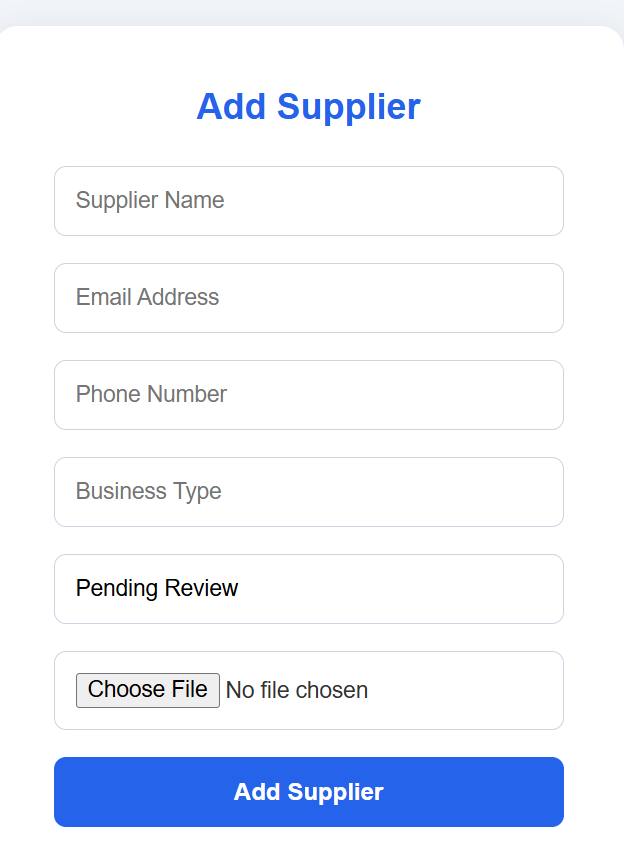 Add Supplier
Supplier Name
Email Address
Phone Number
Business Type
Pending Review
Choose File No file chosen
Add Supplier